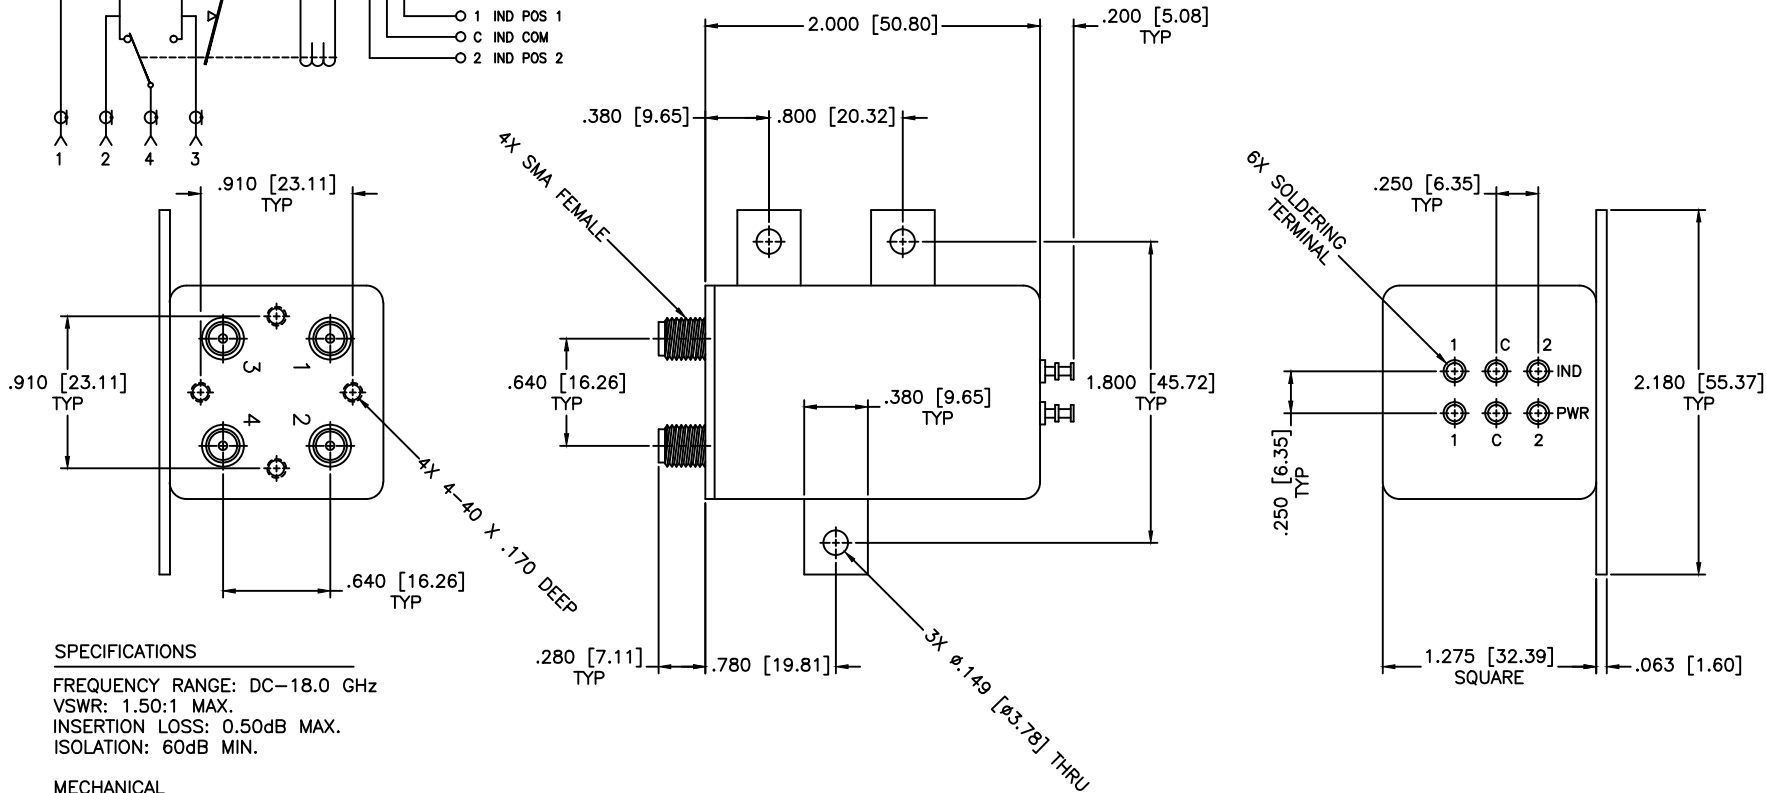 1 IND POS 1
C IND COM
2 IND POS 2
1
2
4
3
2.000 [50.80]
.200 [5.08]
TYP
.380 [9.65]
.800 [20.32]
4X SMA FEMALE
.910 [23.11]
TYP
6X SOLDERING
TERMINAL
.250 [6.35]
TYP
3
1
4
2
.910 [23.11]
TYP
.640 [16.26]
TYP
.380 [9.65]
TYP
1.800 [45.72]
TYP
1 C 2
IND
PWR
1 C 2
2.180 [55.37]
TYP
.250 [6.35]
TYP
4X 4-40 X .170 DEEP
.640 [16.26]
TYP
.280 [7.11]
TYP
.780 [19.81]
3X ø.149 [ø3.78] THRU
1.275 [32.39]
SQUARE
.063 [1.60]
SPECIFICATIONS
FREQUENCY RANGE: DC-18.0 GHz
VSWR: 1.50:1 MAX.
INSERTION LOSS: 0.50dB MAX.
ISOLATION: 60dB MIN.
MECHANICAL